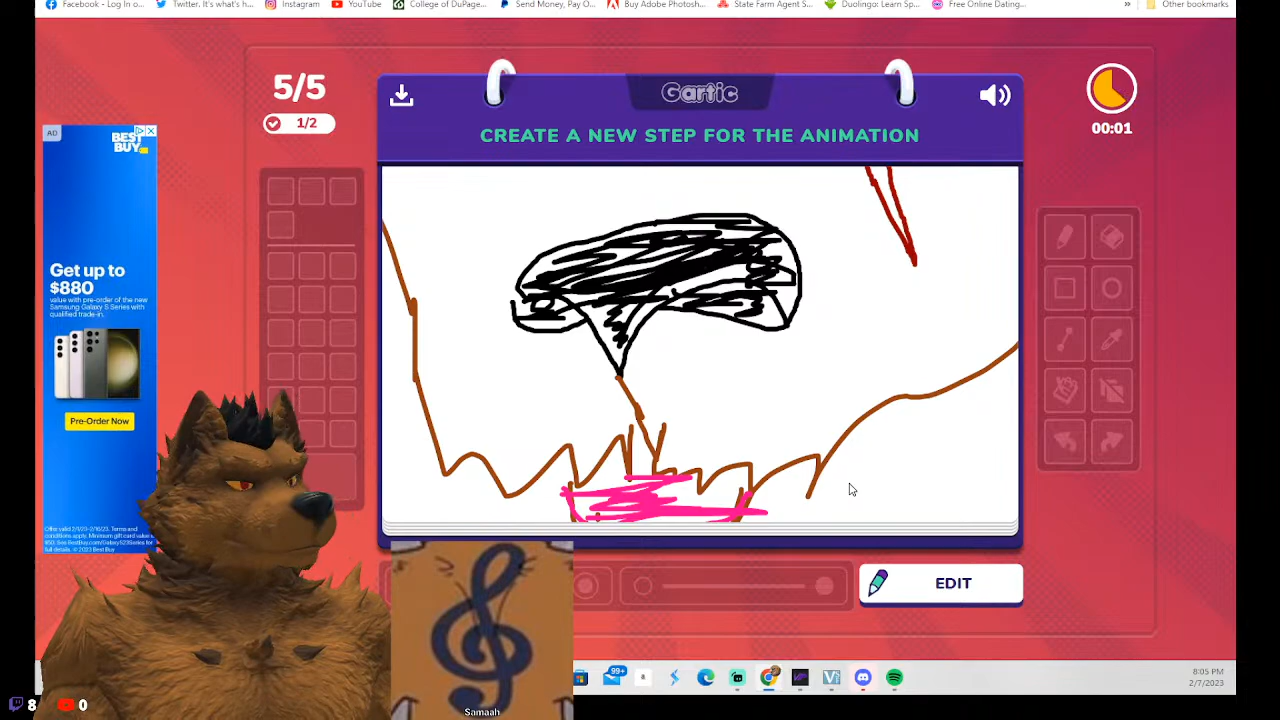 Facebook - Log In o...
Twitter. It's what's h...
Instagram
YouTube
College of DuPage...
Send Money, Pay O...
Buy Adobe Photosh...
State Farm Agent S...
Duolingo: Learn Sp...
Free Online Dating...
»
Other bookmarks
5/5
1/2
Gartic
00:01
CREATE A NEW STEP FOR THE ANIMATION
AD
BEST
BUY
Get up to
$880
value with pre-order of the new
Samsung Galaxy S Series with
qualified trade-in.
Pre-Order Now
EDIT
99+
a
8:05 PM
2/7/2023
8
0
Samaah